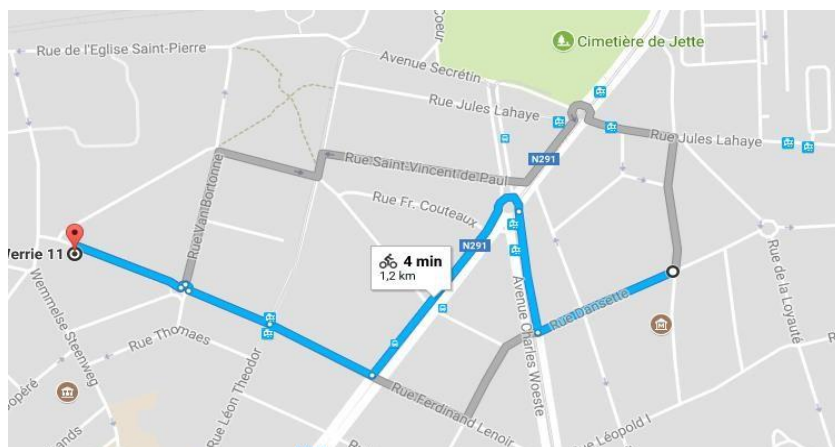 Rue de l'Eglise Saint-Pierre
Coeur
Cimetière de Jette
Avenue Secrétin
Rue Jules Lahaye
Rue Jules Lahaye
Rue Saint-Vincent de Paul
N291
Rue Fr. Couteaux
Rue Van Bortonne
Verrie 11
N291
4 min
1,2 km
Rue de la Loyauté
Wemmelse Steenweg
Avenue Charles Woeste
Rue Dansette
Rue Thomaes
Rue Léon Theodor
Rue Ferdinand Lenoir
Rue Léopold I